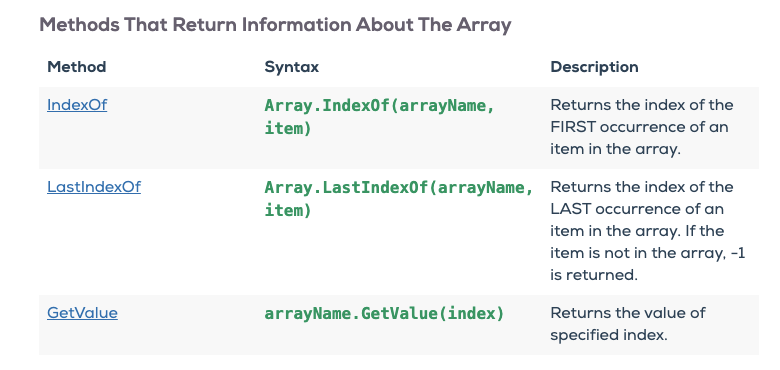 Methods That Return Information About The Array
Method Syntax Description
IndexOf Array.IndexOf(arrayName, Returns the index of the
item) FIRST occurrence of an
item in the array.
LastIndexOf Array.LastIndexOf(arrayName, Returns the index of the
item) LAST occurrence of an
item in the array. If the
item is not in the array, -1
is returned.
GetValue arrayName.GetValue(index) Returns the value of
specified index.